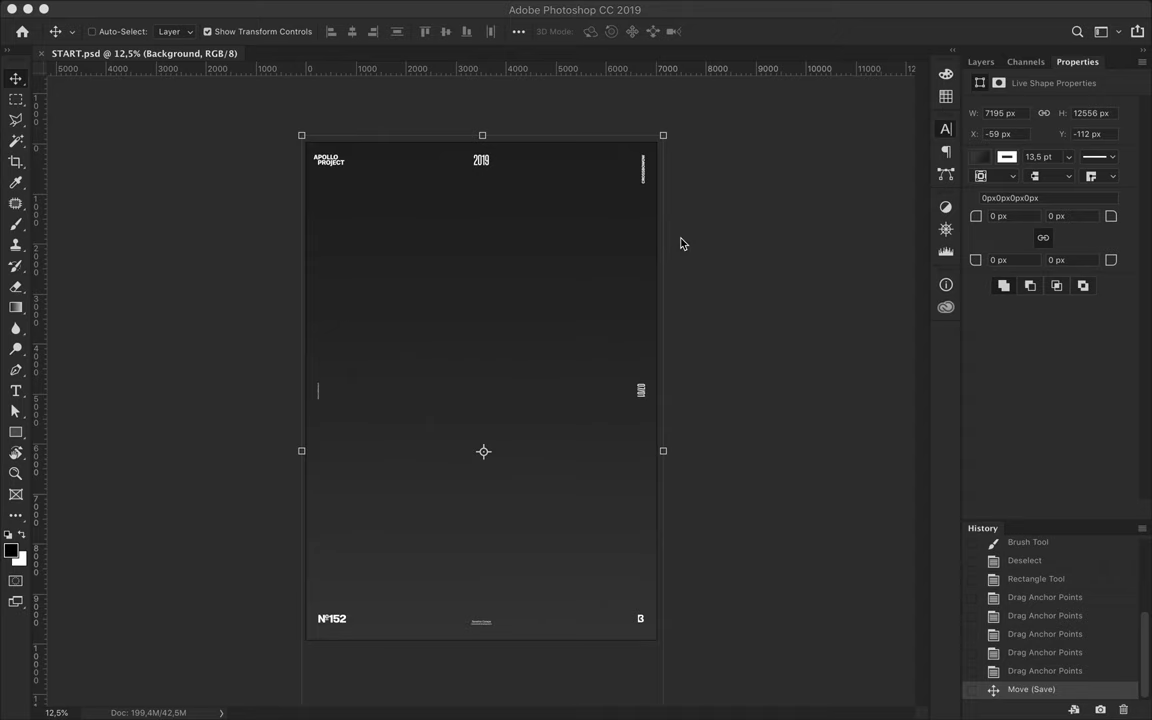 Adobe Photoshop CC 2019
Auto-Select:
Layer
Show Transform Controls
3D Mode:
START.psd @ 12,5% (Background, RGB/8)
5000 4000 3000 2000 1000 0 1000 2000 3000 4000 5000 6000 7000 8000 9000 10000 11000 12
Layers
Channels
Properties
Live Shape Properties
W: 7195 px
H: 12556 px
X: -59 px
Y: -112 px
13,5 pt
0px0px0px0px
0 px
0 px
0 px
0 px
APOLLO
PROJECT
2019
07/01
Nº152
B
History
Brush Tool
Deselect
Rectangle Tool
Drag Anchor Points
Drag Anchor Points
Drag Anchor Points
Drag Anchor Points
Drag Anchor Points
Move (Save)
12,5%
Doc: 199,4M/42,5M